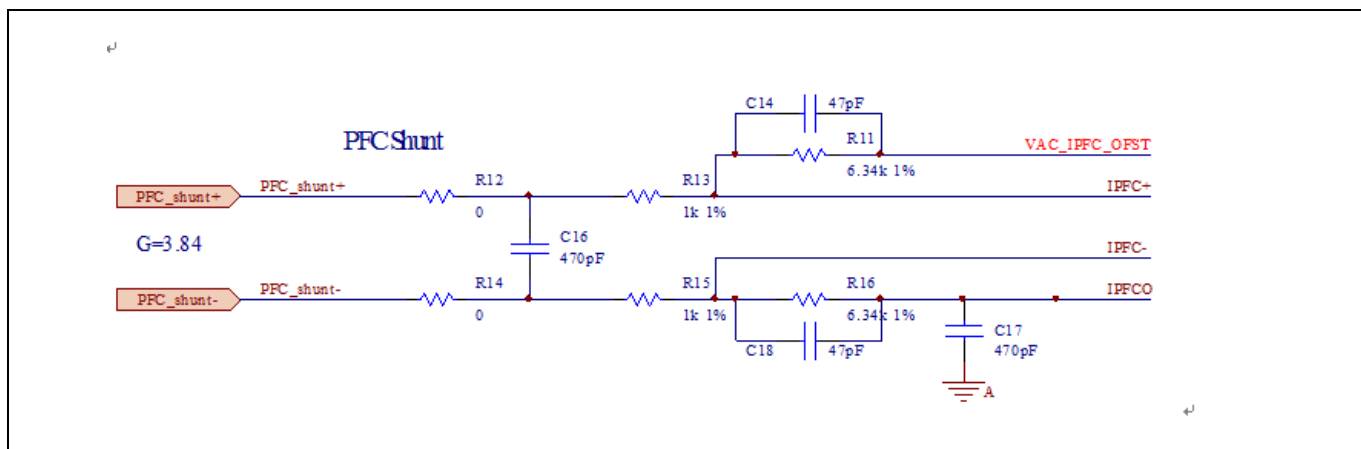 ↵
C14 47pF
PFC Shunt
R11
VAC_IPFC_OFST
6.34k 1%
PFC_shunt+ PFC_shunt+ R12 R13 IPFC+
0 1k 1%
G=3.84
C16
470pF
IPFC-
PFC_shunt- PFC_shunt- R14 R15 R16 IPFCO
0 1k 1% 6.34k 1%
C17
470pF
C18 47pF
A
↵